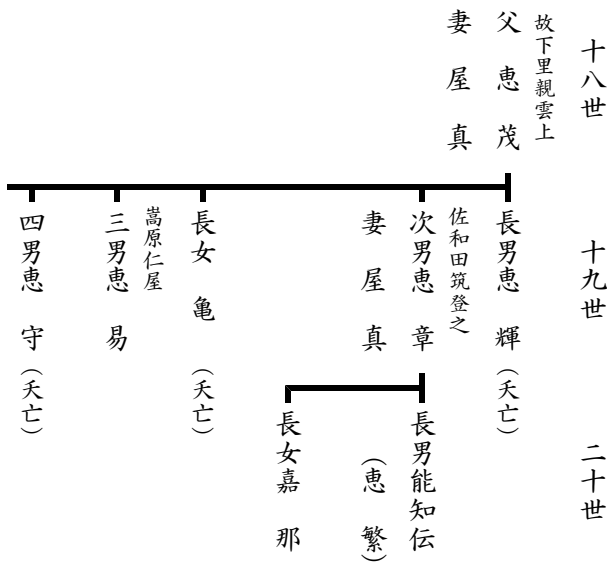 十八世
故下里親雲上
父恵茂
妻屋真
十九世
長男恵輝(夭亡)
佐和田筑登之
次男恵章
妻屋真
長女亀(夭亡)
嵩原仁屋
三男恵易
四男恵守(夭亡)
二十世
長男能知伝
(恵繁)
長女嘉那